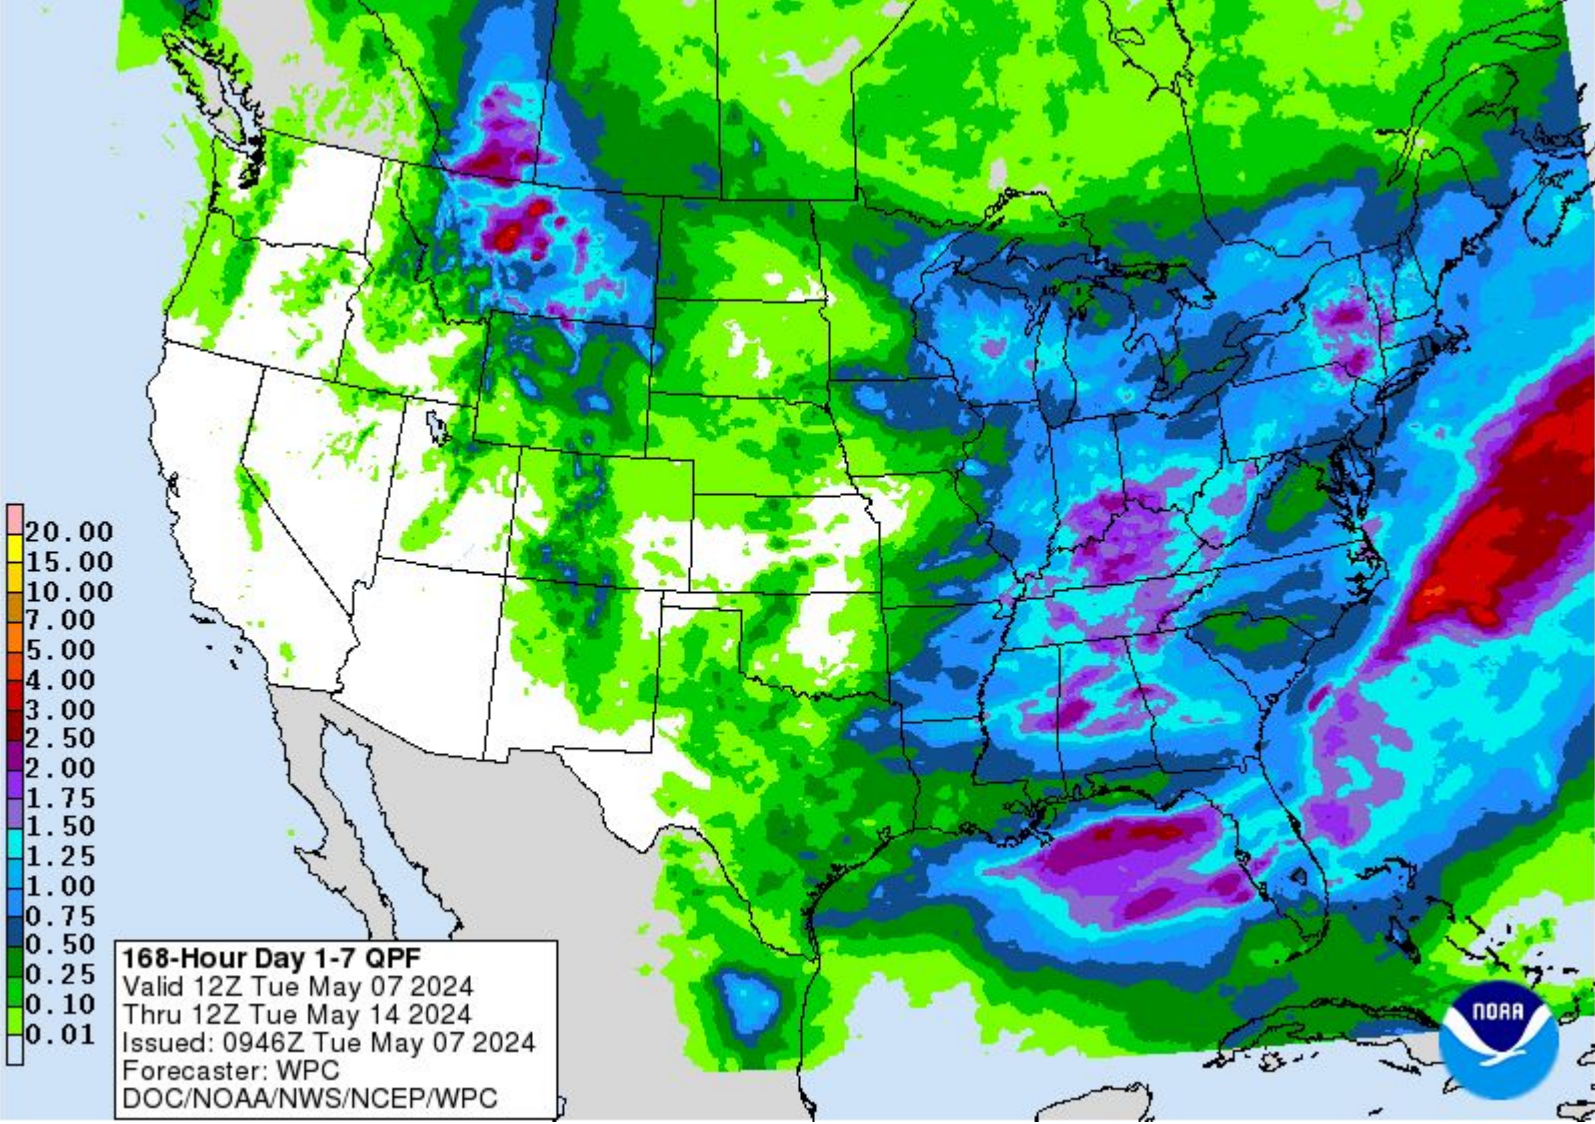 20.00
15.00
10.00
7.00
5.00
4.00
3.00
2.50
2.00
1.75
1.50
1.25
1.00
0.75
0.50
0.25
0.10
0.01
168-Hour Day 1-7 QPF
Valid 12Z Tue May 07 2024
Thru 12Z Tue May 14 2024
Issued: 0946Z Tue May 07 2024
Forecaster: WPC
DOC/NOAA/NWS/NCEP/WPC
NOAA